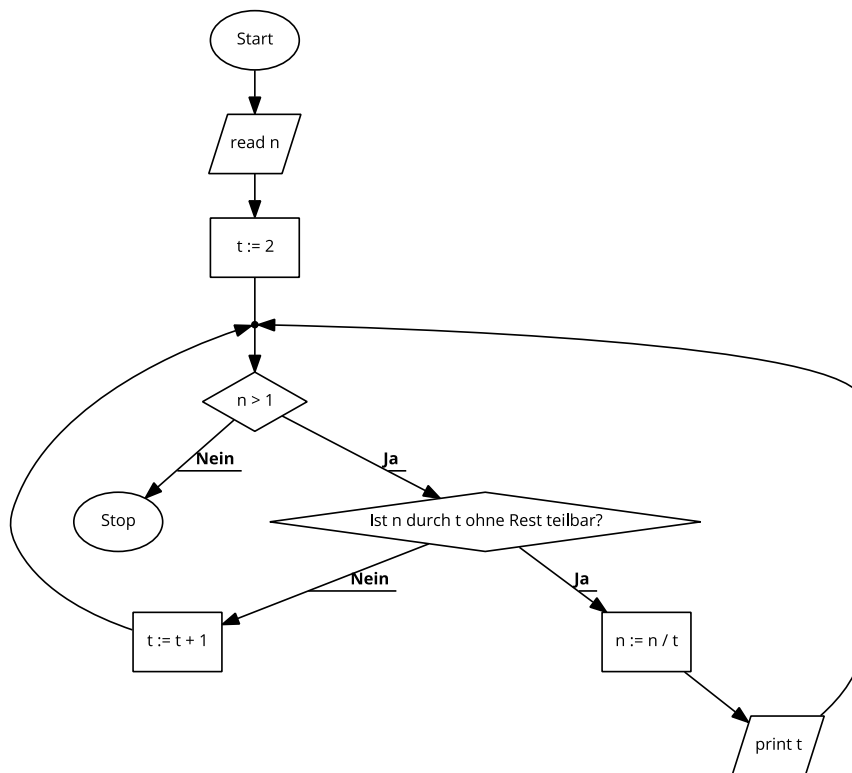 Start
read n
t := 2
n > 1
Nein
Ja
Stop
Ist n durch t ohne Rest teilbar?
Nein
Ja
t := t + 1
n := n / t
print t